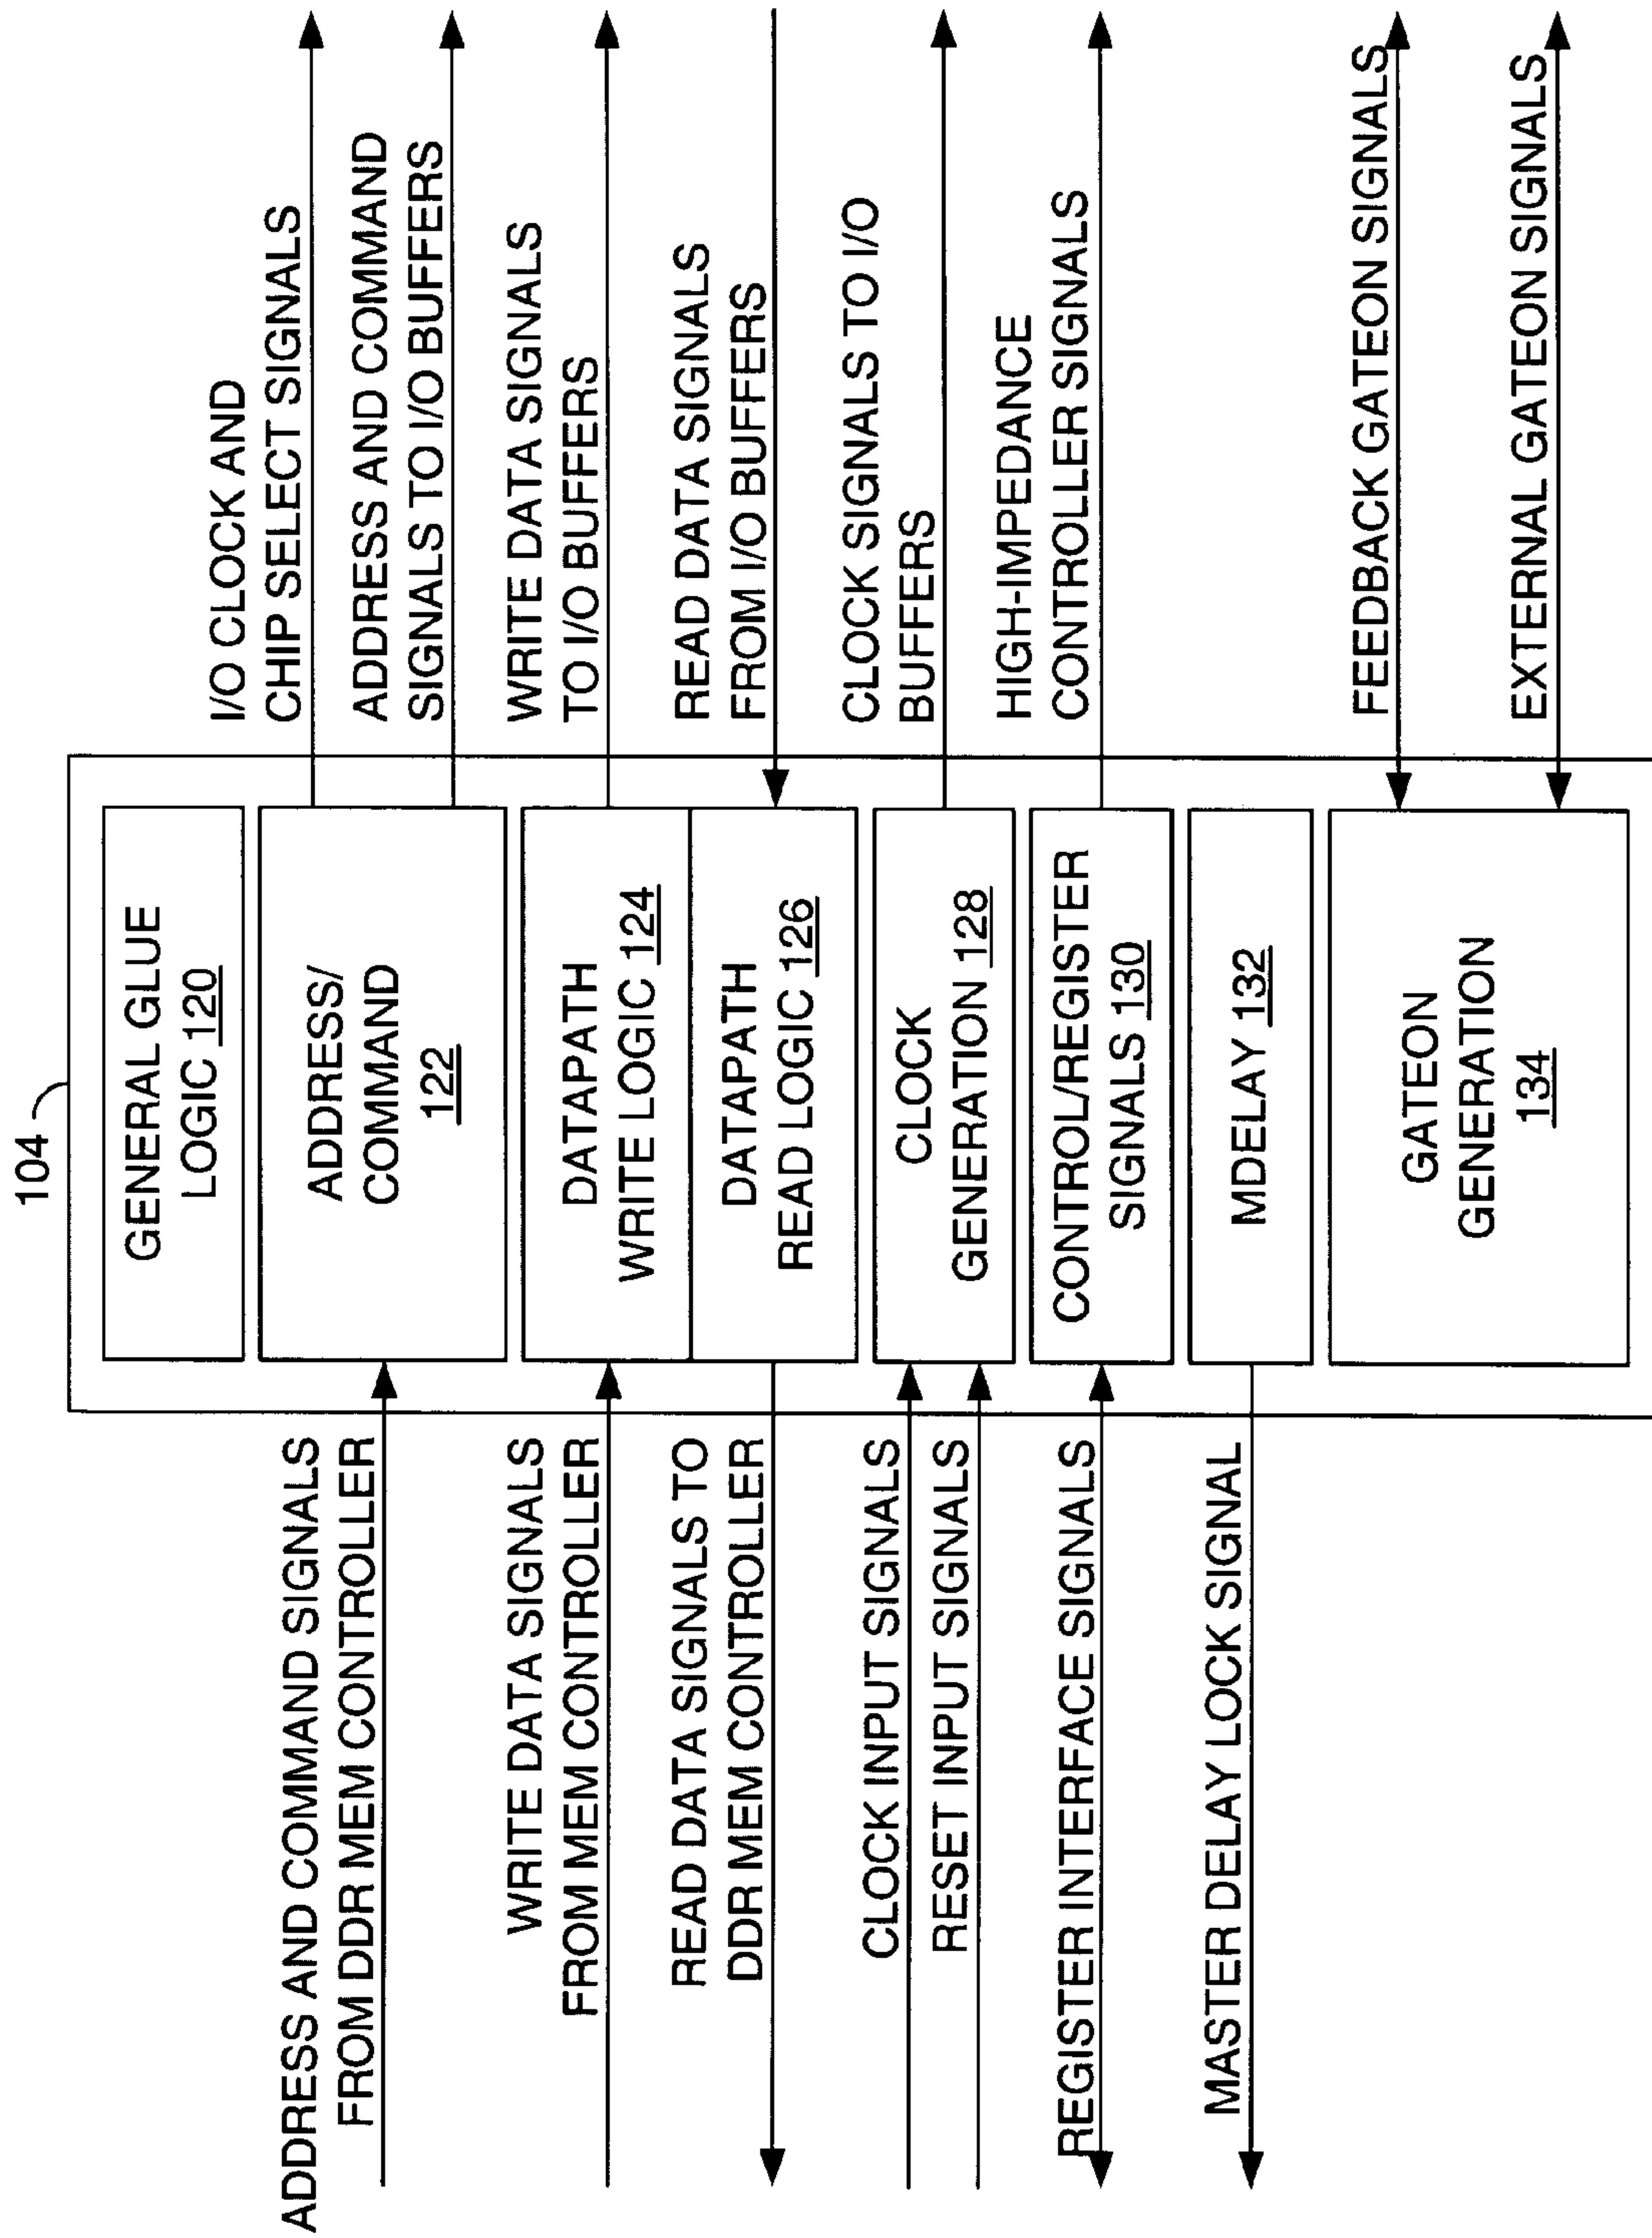 104
ADDRESS AND COMMAND SIGNALS
FROM DDR MEM CONTROLLER
WRITE DATA SIGNALS
FROM MEM CONTROLLER
READ DATA SIGNALS TO
DDR MEM CONTROLLER
CLOCK INPUT SIGNALS
RESET INPUT SIGNALS
REGISTER INTERFACE SIGNALS
MASTER DELAY LOCK SIGNAL
GENERAL GLUE
LOGIC 120
ADDRESS/
COMMAND
122
DATAPATH
WRITE LOGIC 124
DATAPATH
READ LOGIC 126
CLOCK
GENERATION 128
CONTROL/REGISTER
SIGNALS 130
MDELAY 132
GATEON
GENERATION
134
I/O CLOCK AND
CHIP SELECT SIGNALS
ADDRESS AND COMMAND
SIGNALS TO I/O BUFFERS
WRITE DATA SIGNALS
TO I/O BUFFERS
READ DATA SIGNALS
FROM I/O BUFFERS
CLOCK SIGNALS TO I/O
BUFFERS
HIGH-IMPEDANCE
CONTROLLER SIGNALS
FEEDBACK GATEON SIGNALS
EXTERNAL GATEON SIGNALS